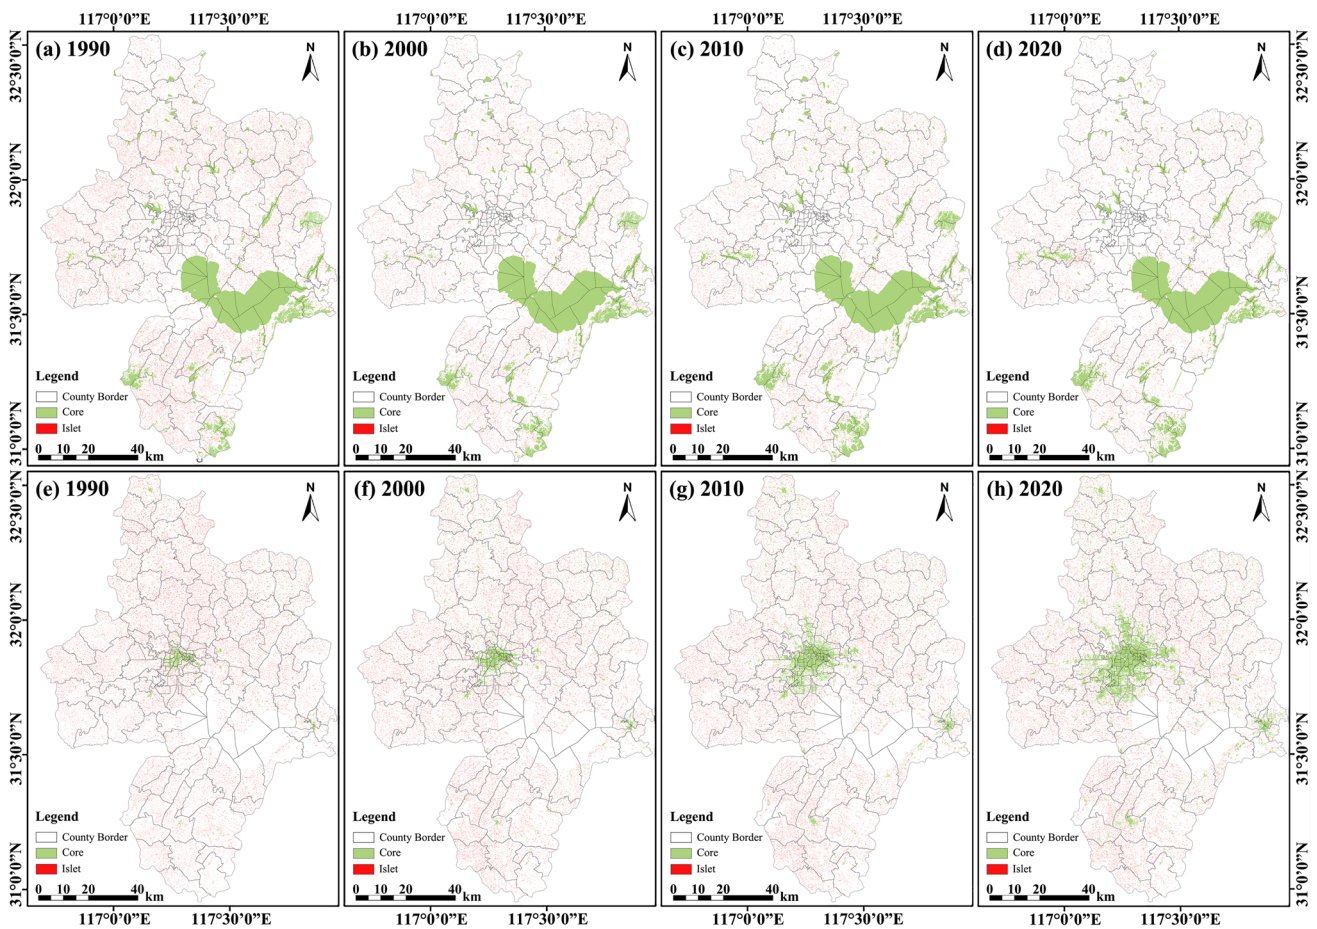 117°0'0"E 117°30'0"E 117°0'0"E 117°30'0"E 117°0'0"E 117°30'0"E 117°0'0"E 117°30'0"E
(a) 1990 N (b) 2000 N (c) 2010 N (d) 2020 N
32°30'0"N 32°30'0"N
32°0'0"N 32°0'0"N
31°30'0"N 31°30'0"N
31°0'0"N 31°0'0"N
Legend Legend Legend Legend
County Border County Border County Border County Border
Core Core Core Core
Islet Islet Islet Islet
0 10 20 40 km 0 10 20 40 km 0 10 20 40 km 0 10 20 40 km
(e) 1990 N (f) 2000 N (g) 2010 N (h) 2020 N
32°30'0"N 32°30'0"N
32°0'0"N 32°0'0"N
31°30'0"N 31°30'0"N
31°0'0"N 31°0'0"N
Legend Legend Legend Legend
County Border County Border County Border County Border
Core Core Core Core
Islet Islet Islet Islet
0 10 20 40 km 0 10 20 40 km 0 10 20 40 km 0 10 20 40 km
117°0'0"E 117°30'0"E 117°0'0"E 117°30'0"E 117°0'0"E 117°30'0"E 117°0'0"E 117°30'0"E